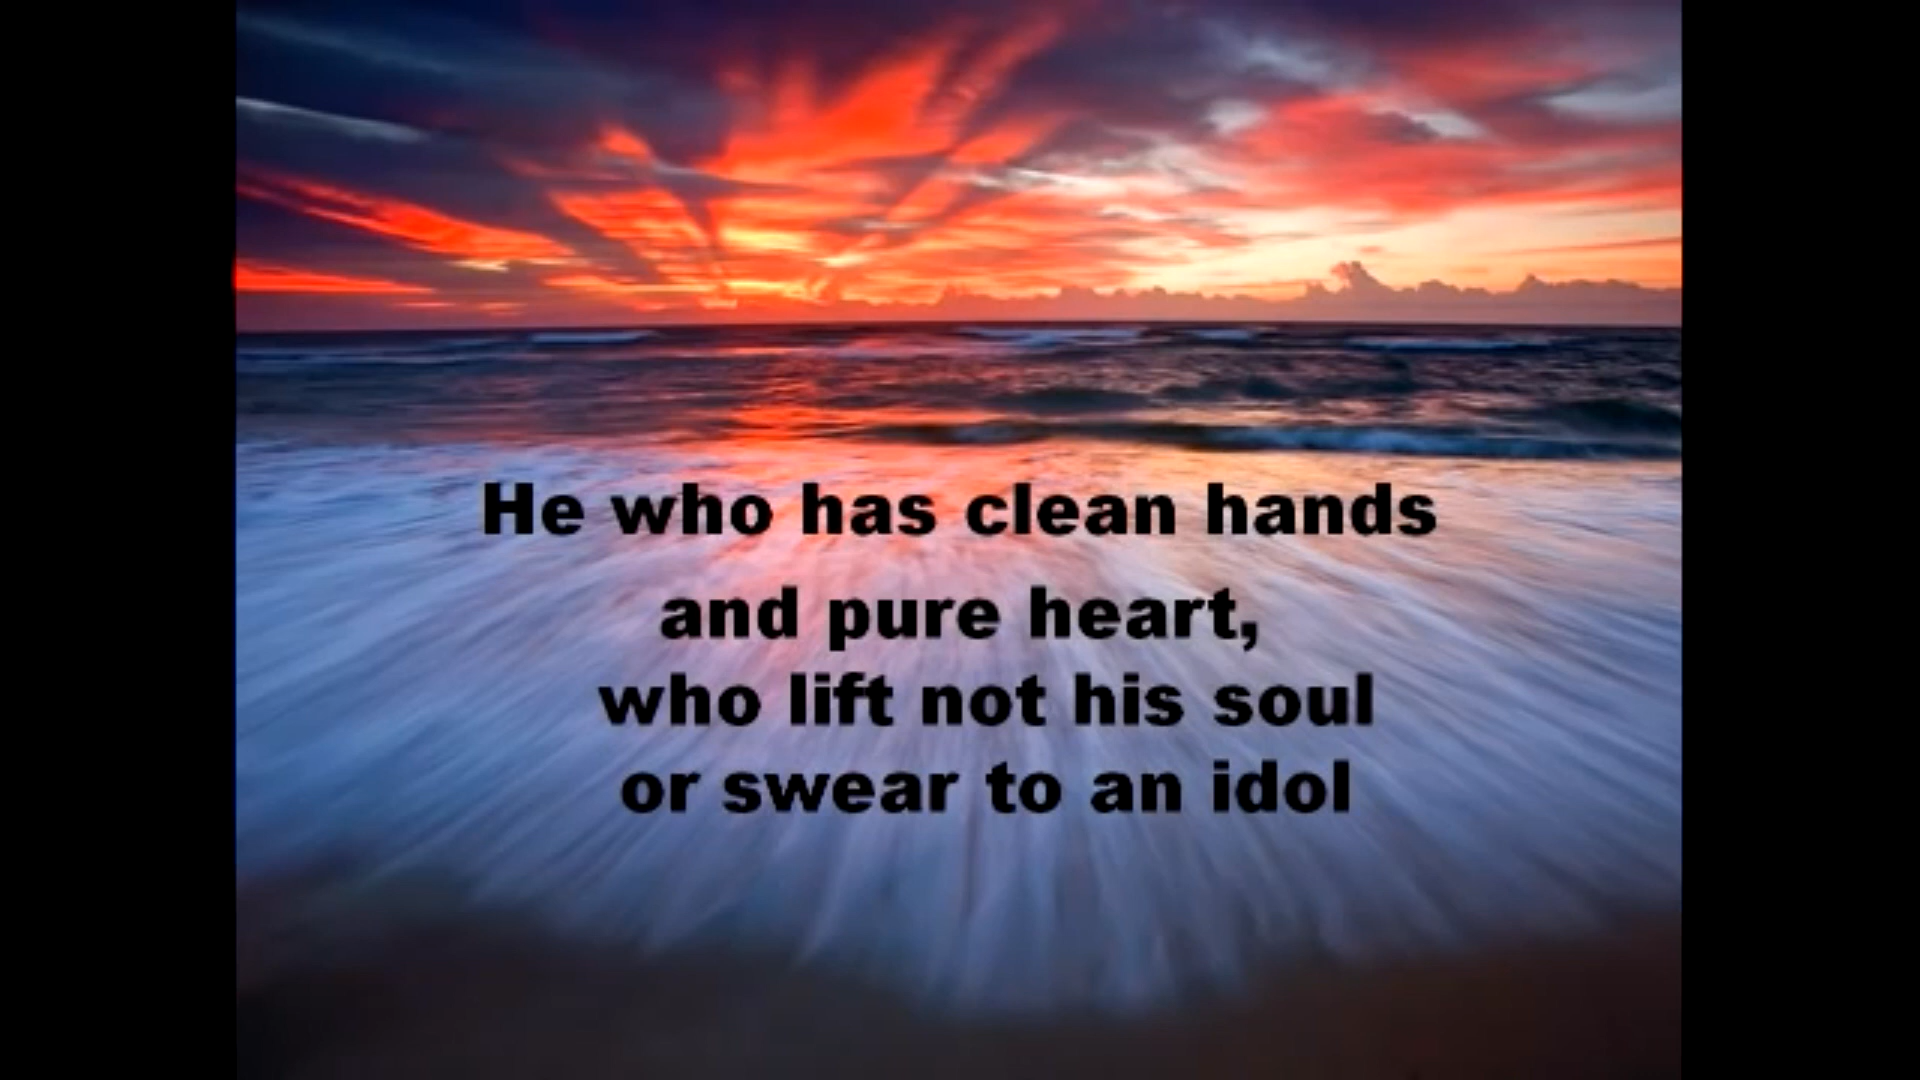 He who has clean hands
and pure heart,
who lift not his soul
or swear to an idol